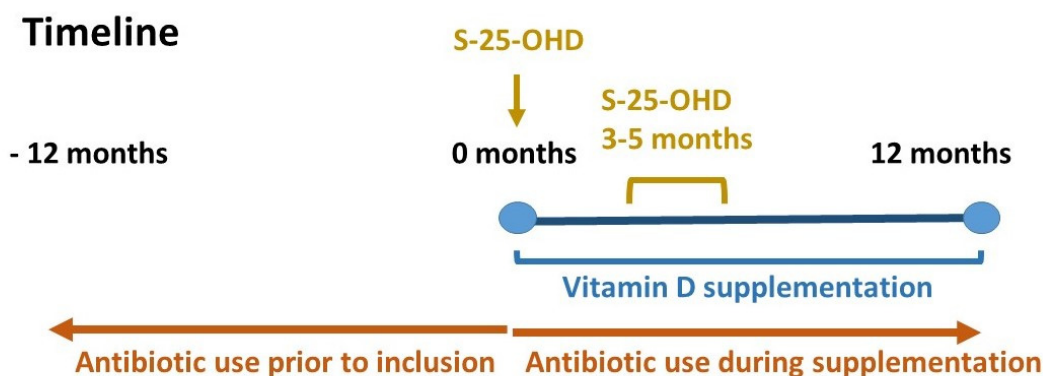 Timeline
S-25-OHD
S-25-OHD
3-5 months
- 12 months
0 months
12 months
Vitamin D supplementation
Antibiotic use prior to inclusion
Antibiotic use during supplementation